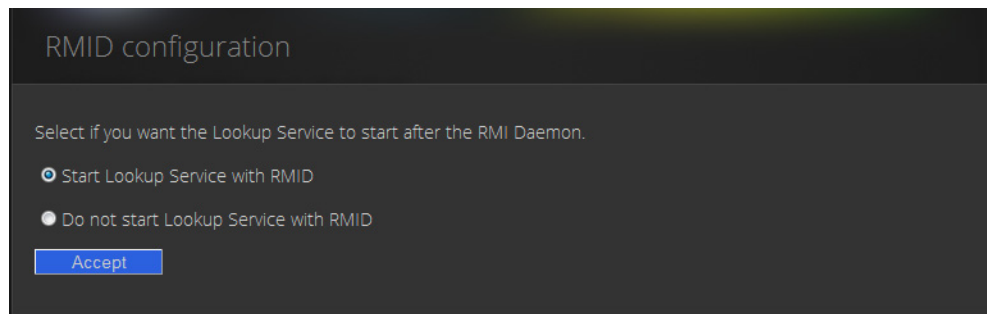 RMID configuration
Select if you want the Lookup Service to start after the RMI Daemon.
Start Lookup Service with RMID
Do not start Lookup Service with RMID
Accept